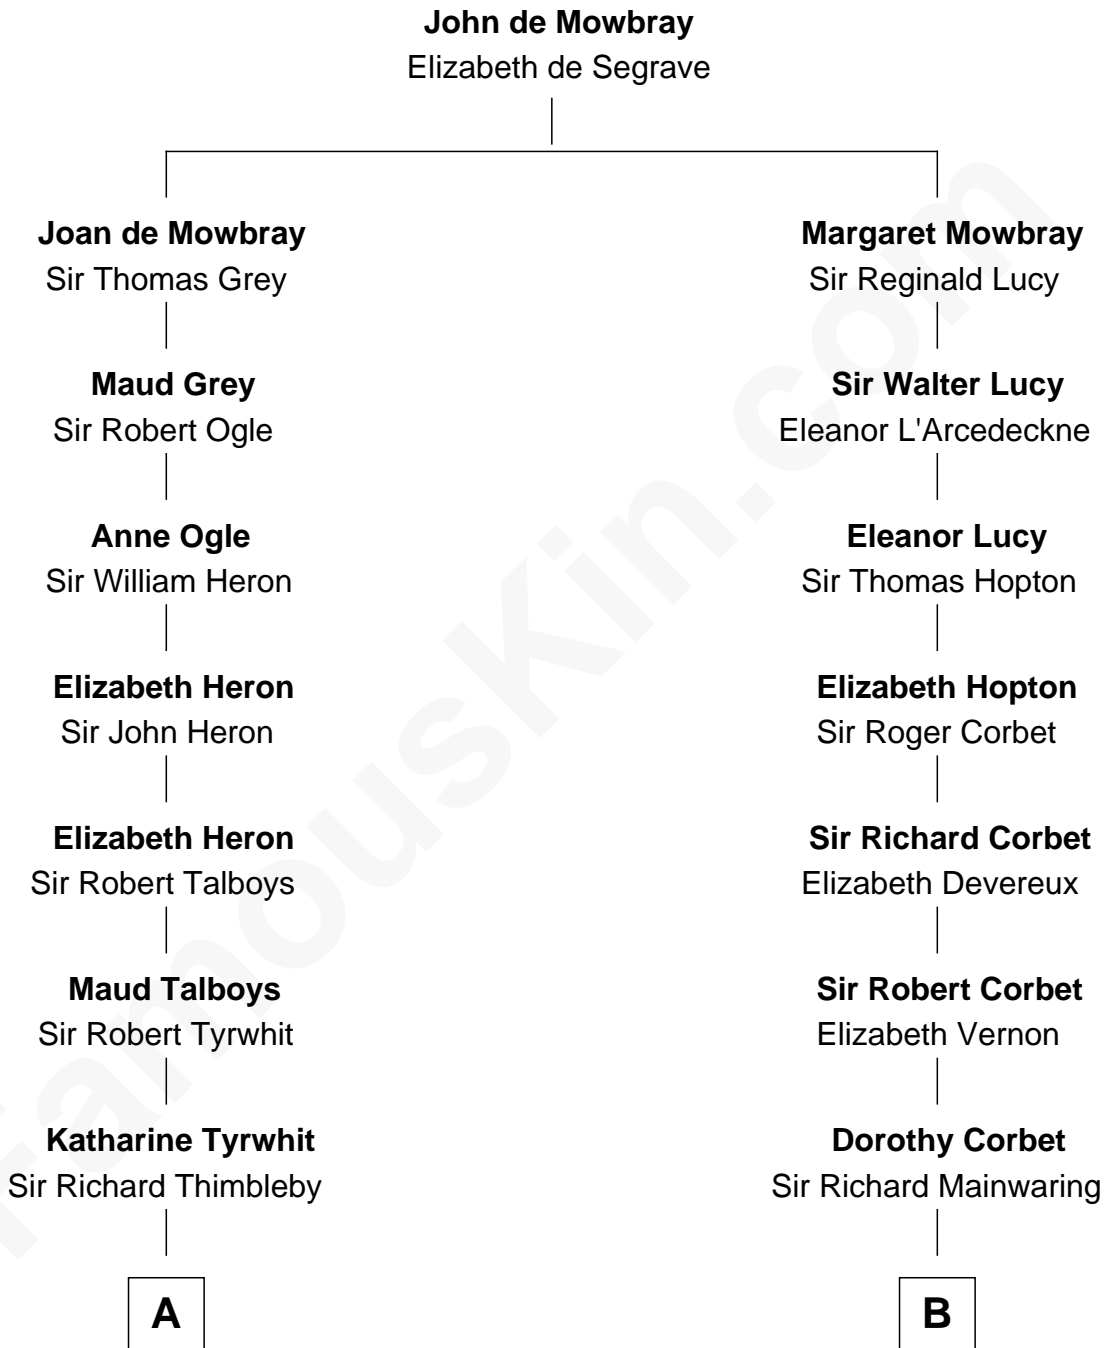 John de Mowbray
Elizabeth de Segrave
Joan de Mowbray
Sir Thomas Grey
Margaret Mowbray
Sir Reginald Lucy
Maud Grey
Sir Robert Ogle
Sir Walter Lucy
Eleanor L'Arcedeckne
Anne Ogle
Sir William Heron
Eleanor Lucy
Sir Thomas Hopton
Elizabeth Heron
Sir John Heron
Elizabeth Hopton
Sir Roger Corbet
Elizabeth Heron
Sir Robert Talboys
Sir Richard Corbet
Elizabeth Devereux
Maud Talboys
Sir Robert Tyrwhit
Sir Robert Corbet
Elizabeth Vernon
Katharine Tyrwhit
Sir Richard Thimbleby
Dorothy Corbet
Sir Richard Mainwaring
A
B
FamousKin.com